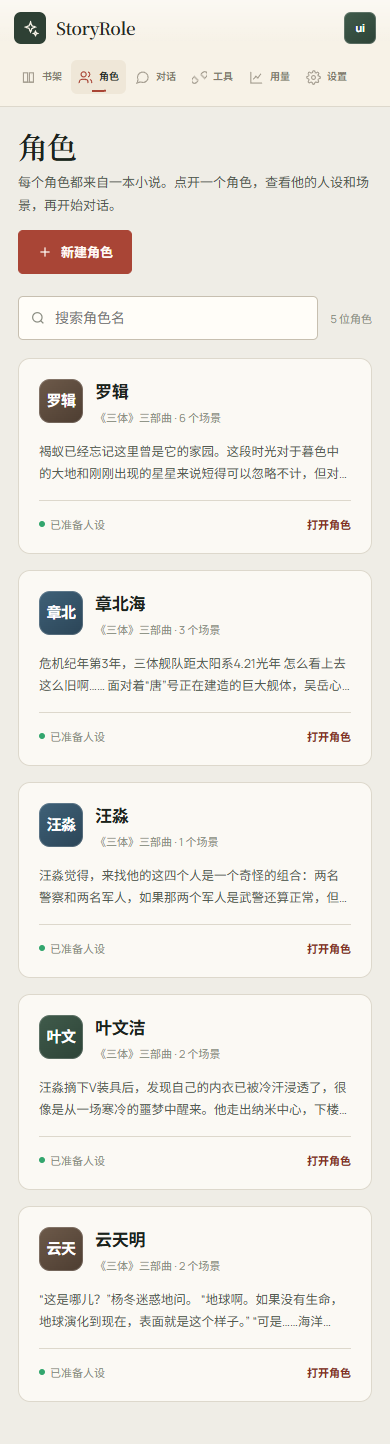 StoryRole
ui
书架
角色
对话
工具
用量
设置
角色
每个角色都来自一本小说。点开一个角色，查看他的人设和场
景，再开始对话。
+ 新建角色
搜索角色名
5 位角色
罗辑
罗辑
《三体》三部曲 · 6 个场景
褐蚁已经忘记这里曾是它的家园。这段时光对于暮色中
的大地和刚刚出现的星星来说短得可以忽略不计，但对...
已准备人设
打开角色
章北
章北海
《三体》三部曲 · 3 个场景
危机纪年第3年，三体舰队距太阳系4.21光年 怎么看上去
这么旧啊…… 面对着“唐”号正在建造的巨大舰体，吴岳心...
已准备人设
打开角色
汪淼
汪淼
《三体》三部曲 · 1 个场景
汪淼觉得，来找他的这四个人是一个奇怪的组合：两名
警察和两名军人，如果那两个军人是武警还算正常，但...
已准备人设
打开角色
叶文
叶文洁
《三体》三部曲 · 2 个场景
汪淼摘下V装具后，发现自己的内衣已被冷汗浸透了，很
像是从一场寒冷的噩梦中醒来。他走出纳米中心，下楼...
已准备人设
打开角色
云天
云天明
《三体》三部曲 · 2 个场景
“这是哪儿？”杨冬迷惑地问。 “地球啊。如果没有生命，
地球演化到现在，表面就是这个样子。” “可是……海洋...
已准备人设
打开角色